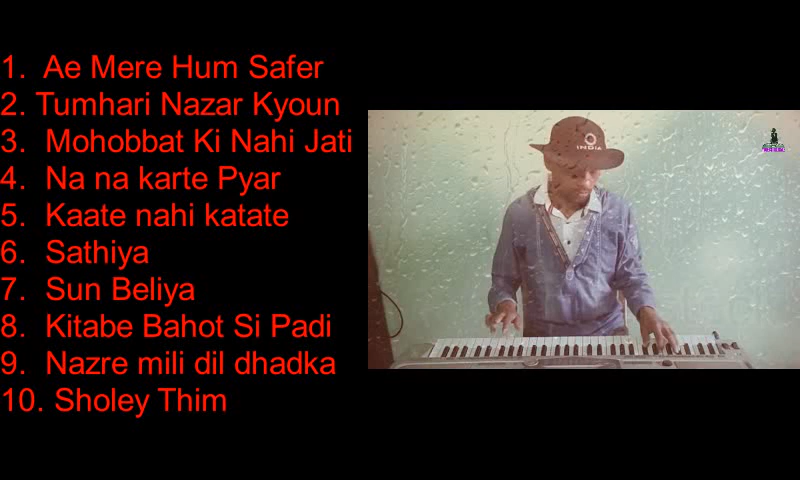 1. Ae Mere Hum Safer
2. Tumhari Nazar Kyoun
3. Mohobbat Ki Nahi Jati
4. Na na karte Pyar
5. Kaate nahi katate
6. Sathiya
7. Sun Beliya
8. Kitabe Bahot Si Padi
9. Nazre mili dil dhadka
10. Sholey Thim
INDIA